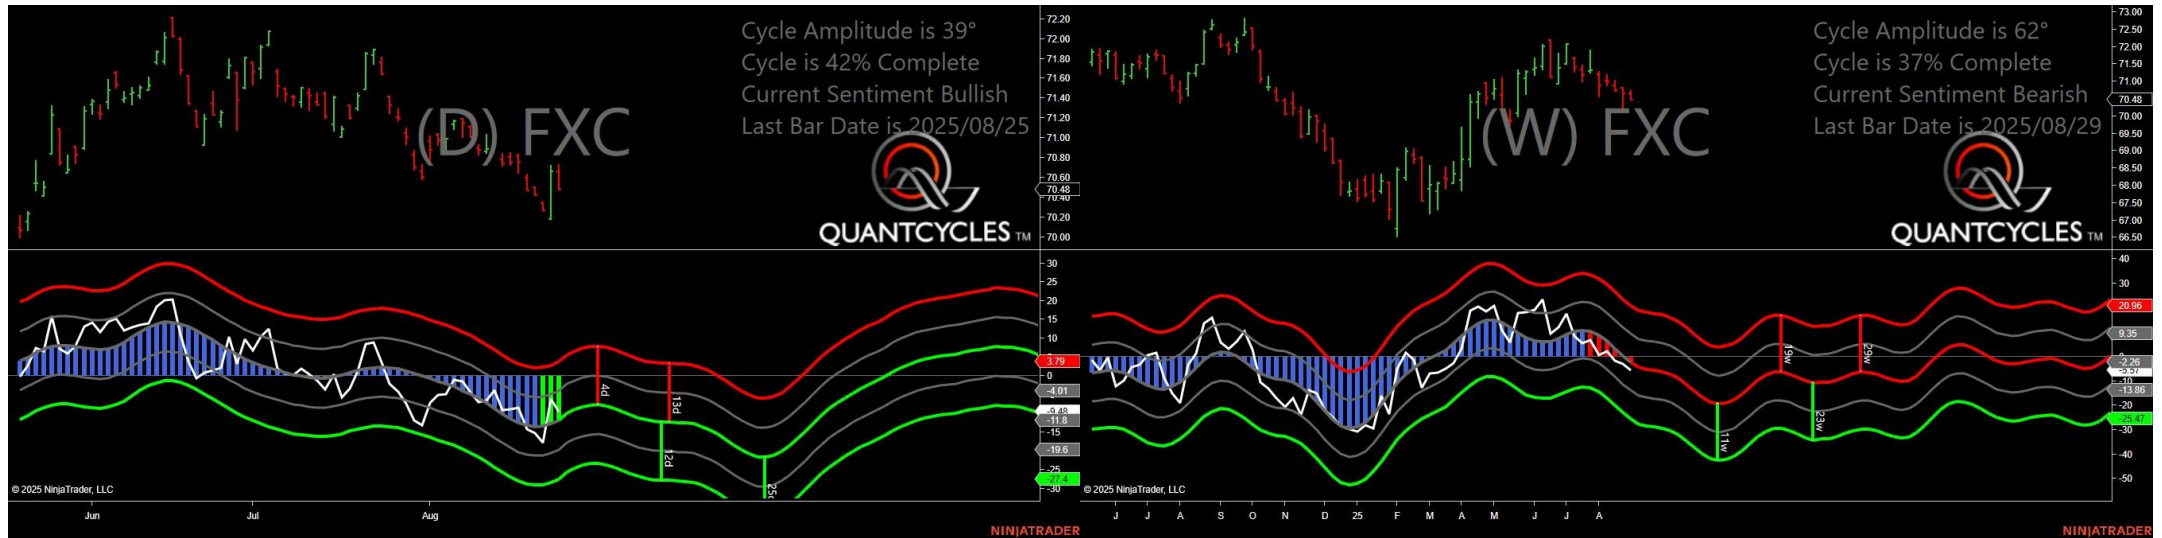 Cycle Amplitude is 39°
Cycle is 42% Complete
Current Sentiment Bullish
Last Bar Date is 2025/08/25
(D) FXC
QUANTCYCLES TM
72.20
72.00
71.80
71.60
71.40
71.20
71.00
70.80
70.60
70.48
70.40
70.20
70.00
30
25
20
15
10
3.79
0
-4.01
-9.48
-11.8
-15
-19.6
-25
-27.4
-30
4d
13d
12d
© 2025 NinjaTrader, LLC
Jun Jul Aug
NINJATRADER
Cycle Amplitude is 62°
Cycle is 37% Complete
Current Sentiment Bearish
Last Bar Date is 2025/08/29
(W) FXC
QUANTCYCLES TM
73.00
72.50
72.00
71.50
71.00
70.48
70.00
69.50
69.00
68.50
68.00
67.50
67.00
66.50
40
30
20.96
9.35
-2.26
-5.57
-10
-13.86
-20
-25.47
-30
-40
-50
19w
29w
11w
23w
© 2025 NinjaTrader, LLC
J J A S O N D 25 F M A M J J A
NINJATRADER